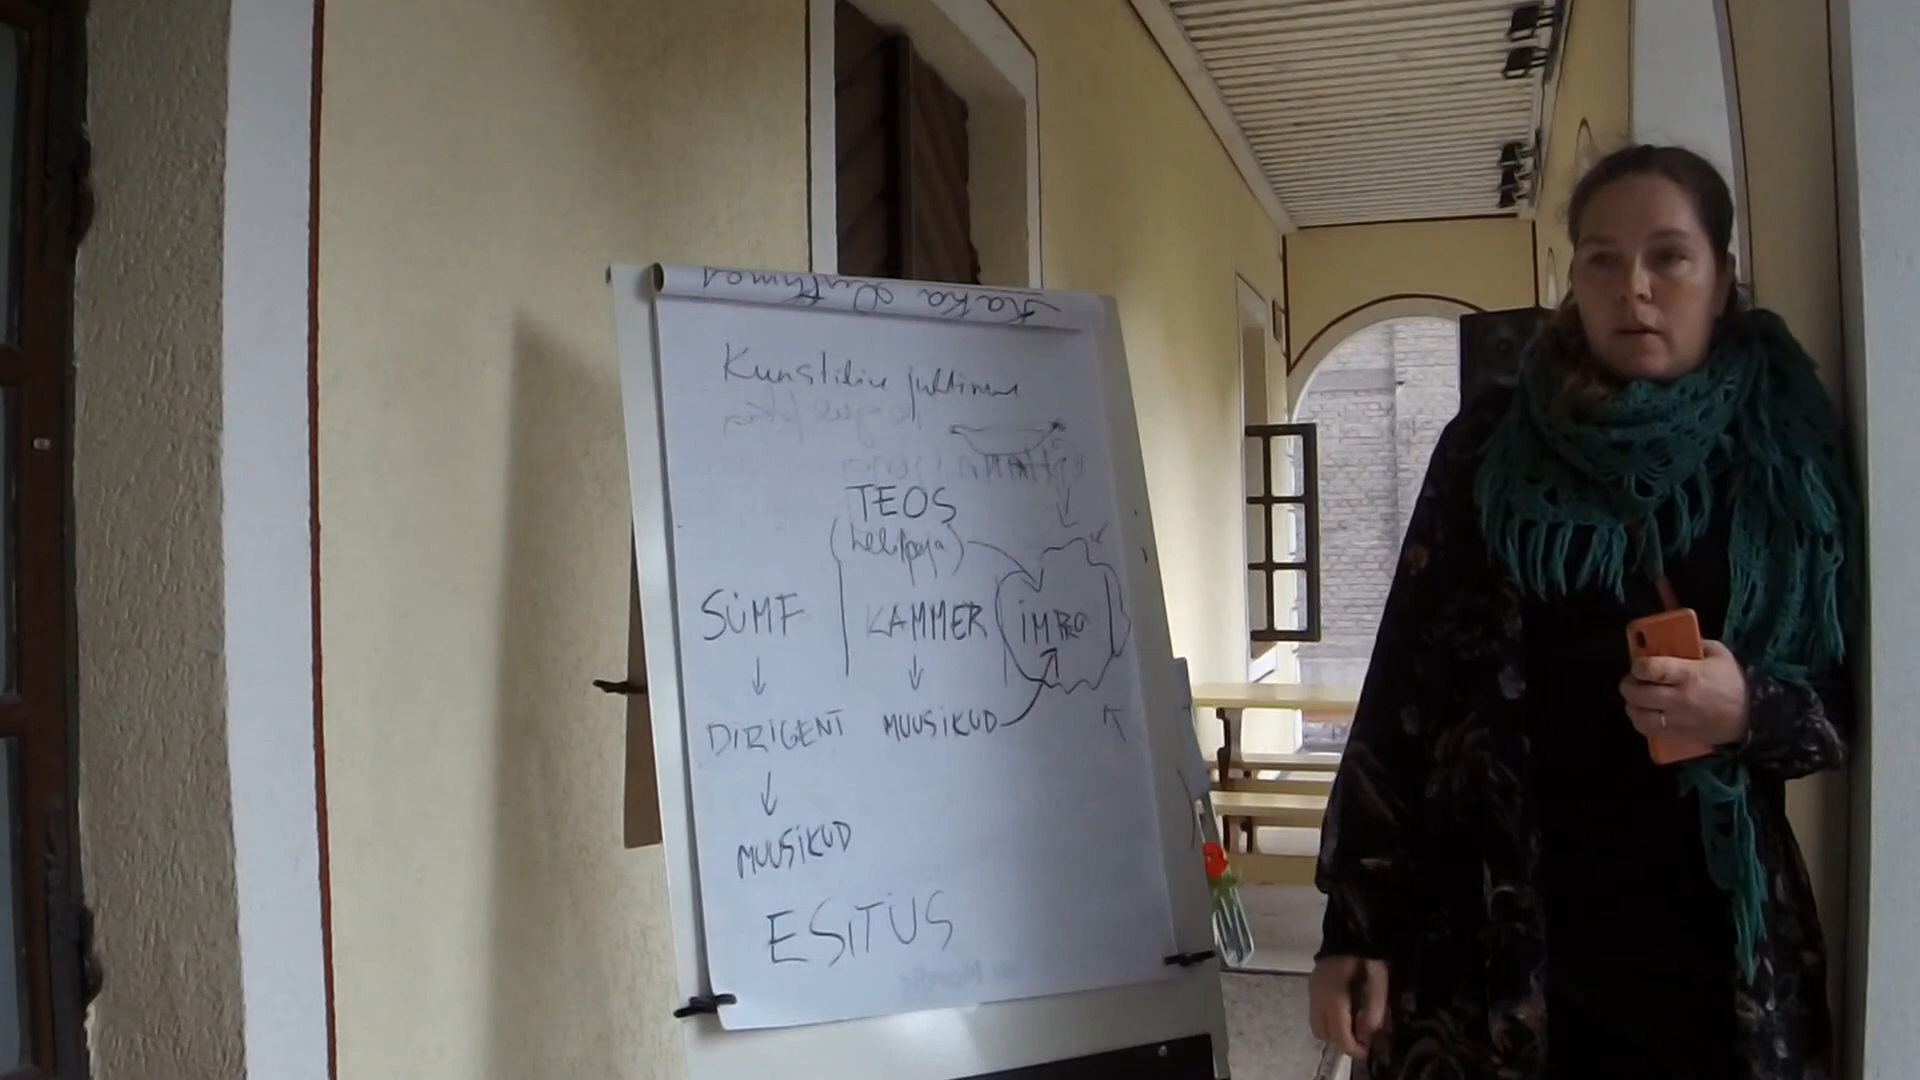 Kunstiline juhtimine
TEOS
(helilooja)
SÜMF KAMMER IMPRO
DIRIGENT MUUSIKUD
MUUSIKUD
ESITUS